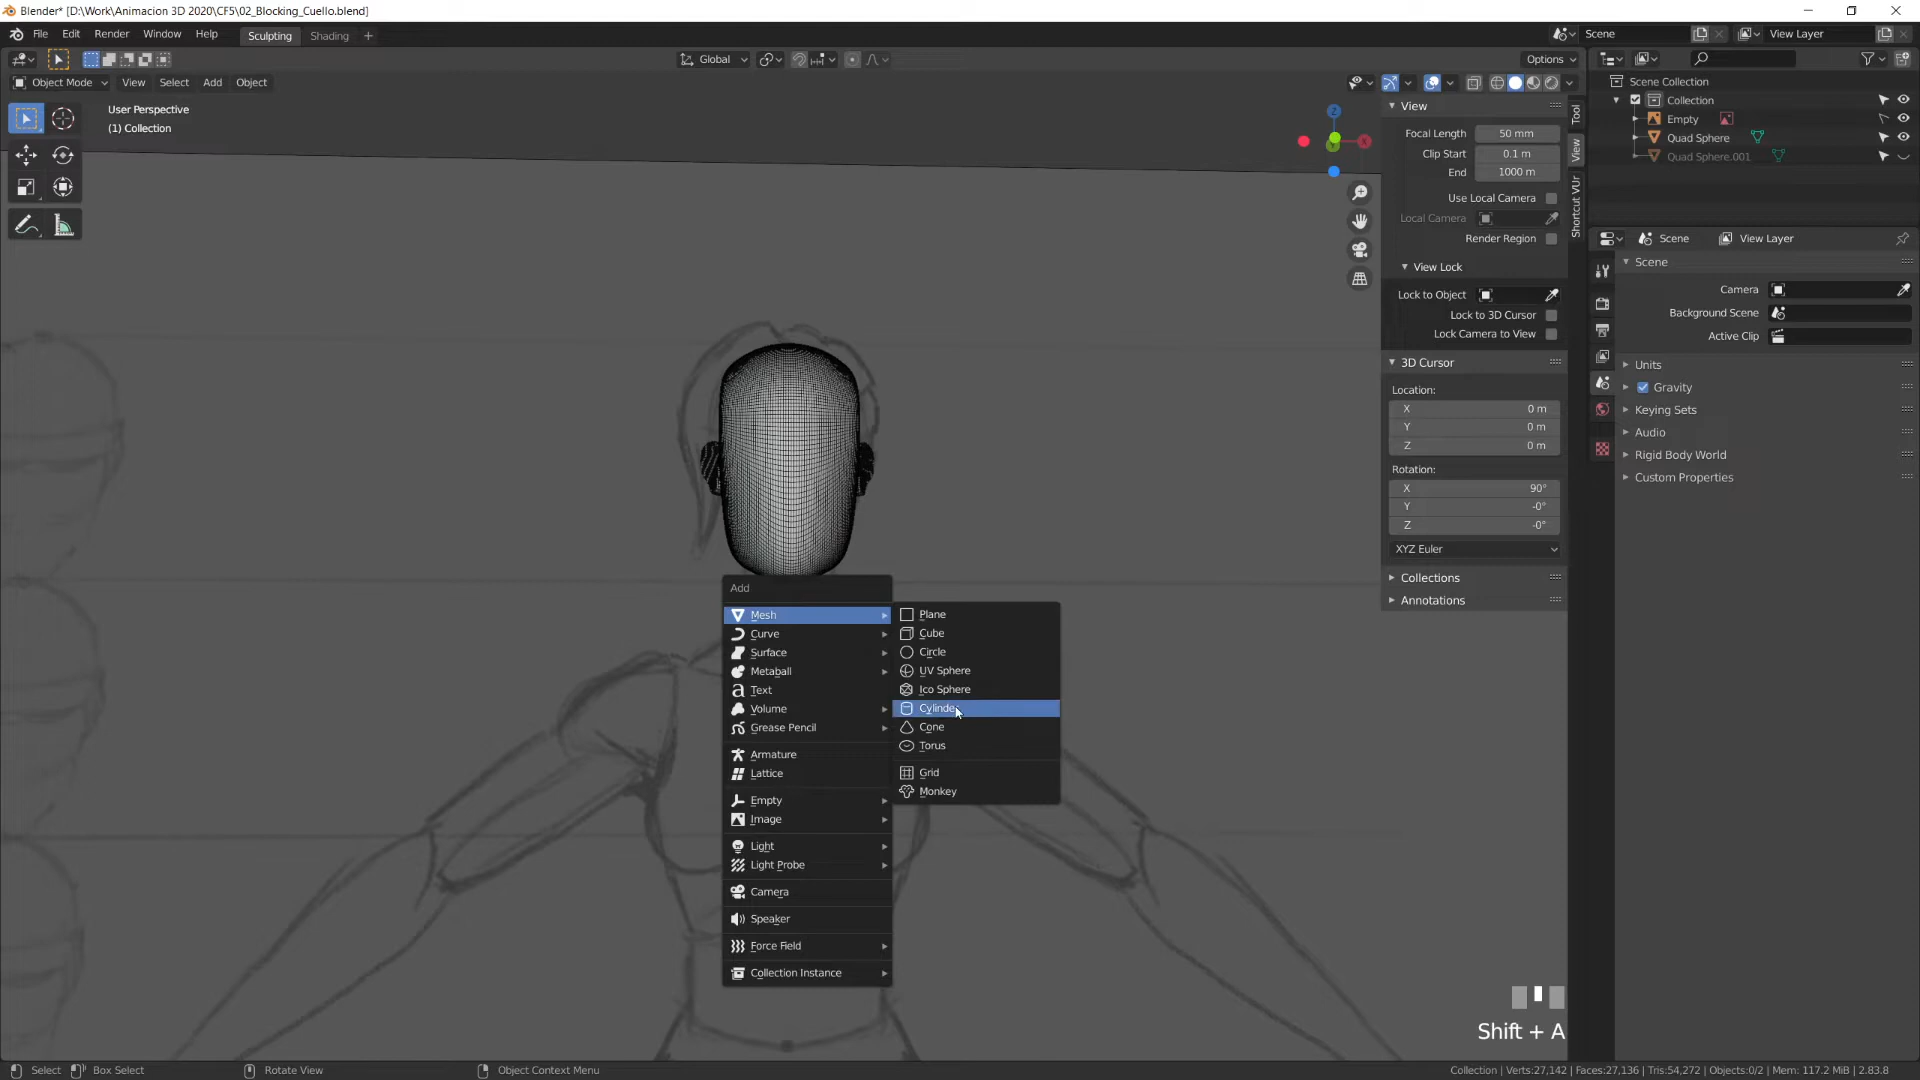 Blender* [D:\Work\Animacion 3D 2020\CF5\02_Blocking_Cuello.blend]
File Edit Render Window Help Sculpting Shading +
Scene View Layer
Global Options
Object Mode View Select Add Object
User Perspective
(1) Collection
View
Focal Length 50 mm
Clip Start 0.1 m
End 1000 m
Use Local Camera
Local Camera
Render Region
View Lock
Lock to Object
Lock to 3D Cursor
Lock Camera to View
3D Cursor
Location:
X 0 m
Y 0 m
Z 0 m
Rotation:
X 90°
Y -0°
Z -0°
XYZ Euler
Collections
Annotations
Tool
View
Shortcut VUr
Z
Scene Collection
Collection
Empty
Quad Sphere
Quad Sphere.001
Scene View Layer
Scene
Camera
Background Scene
Active Clip
Units
Gravity
Keying Sets
Audio
Rigid Body World
Custom Properties
Add
Mesh
Curve
Surface
Metaball
Text
Volume
Grease Pencil
Armature
Lattice
Empty
Image
Light
Light Probe
Camera
Speaker
Force Field
Collection Instance
Plane
Cube
Circle
UV Sphere
Ico Sphere
Cylinder
Cone
Torus
Grid
Monkey
Shift + A
Select Box Select Rotate View Object Context Menu
Collection | Verts:27,142 | Faces:27,136 | Tris:54,272 | Objects:0/2 | Mem: 117.2 MiB | 2.83.8